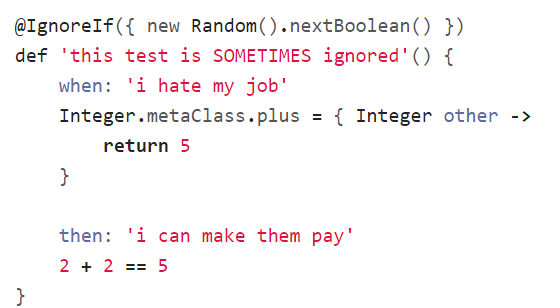 @IgnoreIf({ new Random().nextBoolean() })
def 'this test is SOMETIMES ignored'() {
    when: 'i hate my job'
    Integer.metaClass.plus = { Integer other ->
        return 5
    }

    then: 'i can make them pay'
    2 + 2 == 5
}